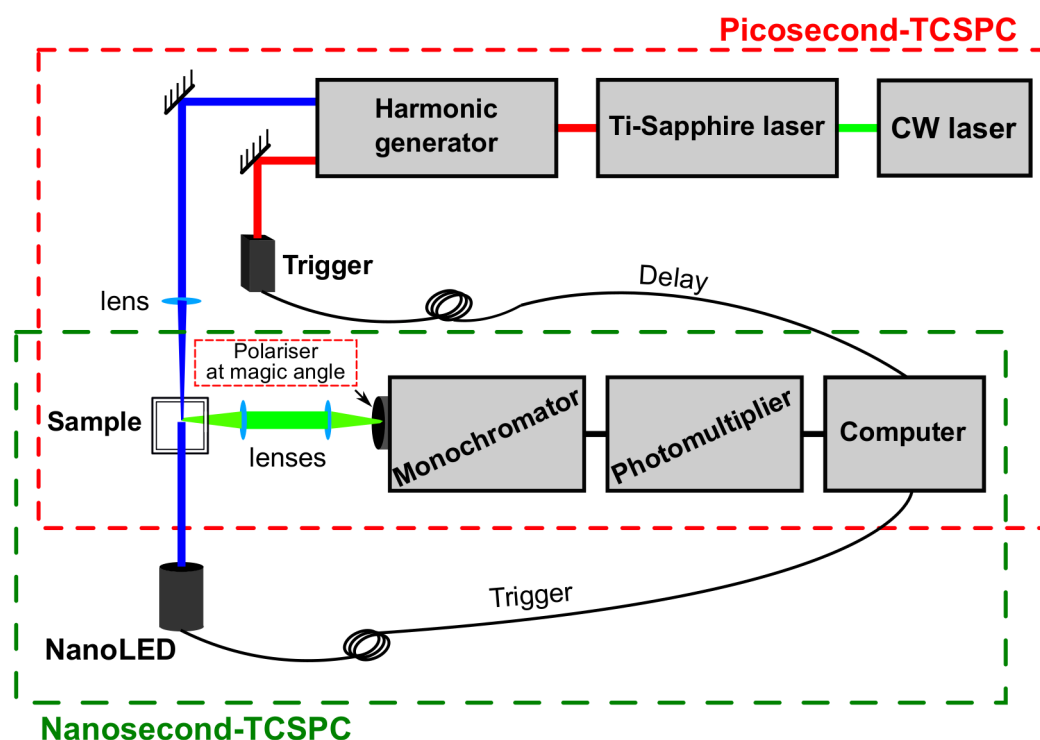 Picosecond-TCSPC
Harmonic
generator
Ti-Sapphire laser
CW laser
Trigger
Delay
lens
Polariser
at magic angle
Sample
lenses
Monochromator
Photomultiplier
Computer
Trigger
NanoLED
Nanosecond-TCSPC